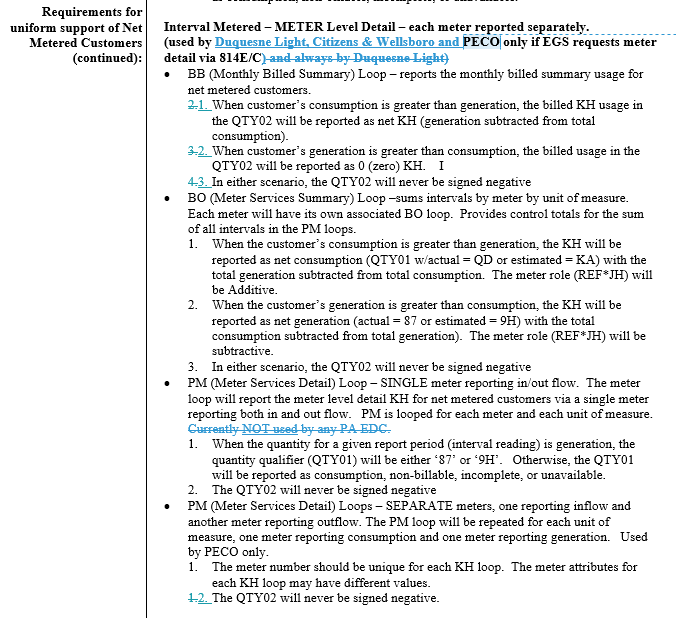 Requirements for
uniform support of Net
Metered Customers
(continued):
Interval Metered – METER Level Detail – each meter reported separately.
(used by Duquesne Light, Citizens & Wellsboro and PECO only if EGS requests meter
detail via 814E/C) and always by Duquesne Light)
• BB (Monthly Billed Summary) Loop – reports the monthly billed summary usage for
net metered customers.
2.1. When customer's consumption is greater than generation, the billed KH usage in
the QTY02 will be reported as net KH (generation subtracted from total
consumption).
3.2. When customer's generation is greater than consumption, the billed usage in the
QTY02 will be reported as 0 (zero) KH.
4.3. In either scenario, the QTY02 will never be signed negative
• BO (Meter Services Summary) Loop –sums intervals by meter by unit of measure.
Each meter will have its own associated BO loop. Provides control totals for the sum
of all intervals in the PM loops.
1. When the customer's consumption is greater than generation, the KH will be
reported as net consumption (QTY01 w/actual = QD or estimated = KA) with the
total generation subtracted from total consumption. The meter role (REF*JH) will
be Additive.
2. When the customer's generation is greater than consumption, the KH will be
reported as net generation (actual = 87 or estimated = 9H) with the total
consumption subtracted from total generation). The meter role (REF*JH) will be
subtractive.
3. In either scenario, the QTY02 will never be signed negative
• PM (Meter Services Detail) Loop – SINGLE meter reporting in/out flow. The meter
loop will report the meter level detail KH for net metered customers via a single meter
reporting both in and out flow. PM is looped for each meter and each unit of measure.
Currently NOT used by any PA EDC.
1. When the quantity for a given report period (interval reading) is generation, the
quantity qualifier (QTY01) will be either '87' or '9H'. Otherwise, the QTY01
will be reported as consumption, non-billable, incomplete, or unavailable.
2. The QTY02 will never be signed negative
• PM (Meter Services Detail) Loops – SEPARATE meters, one reporting inflow and
another meter reporting outflow. The PM loop will be repeated for each unit of
measure, one meter reporting consumption and one meter reporting generation. Used
by PECO only.
1. The meter number should be unique for each KH loop. The meter attributes for
each KH loop may have different values.
1.2. The QTY02 will never be signed negative.